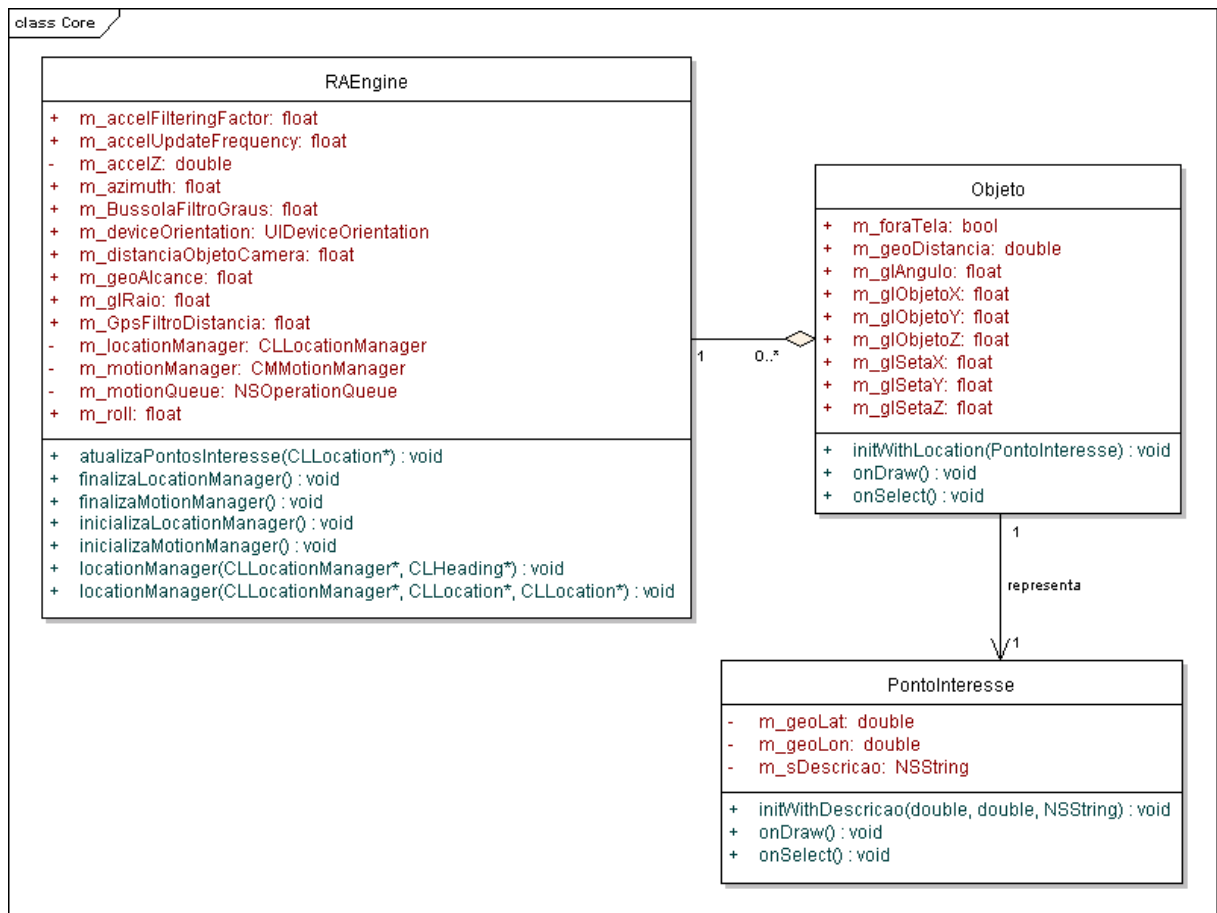 class Core
RAEngine
+ m_accelFilteringFactor: float
+ m_accelUpdateFrequency: float
- m_accelZ: double
+ m_azimuth: float
+ m_BussolaFiltroGraus: float
+ m_deviceOrientation: UIDeviceOrientation
+ m_distanciaObjetoCamera: float
+ m_geoAlcance: float
+ m_glRaio: float
+ m_GpsFiltroDistancia: float
- m_locationManager: CLLocationManager
- m_motionManager: CMMotionManager
- m_motionQueue: NSOperationQueue
+ m_roll: float
+ atualizaPontosInteresse(CLLocation*) : void
+ finalizaLocationManager() : void
+ finalizaMotionManager() : void
+ inicializaLocationManager() : void
+ inicializaMotionManager() : void
+ locationManager(CLLocationManager*, CLHeading*) : void
+ locationManager(CLLocationManager*, CLLocation*, CLLocation*) : void
1
0..*
Objeto
+ m_foraTela: bool
+ m_geoDistancia: double
+ m_glAngulo: float
+ m_glObjetoX: float
+ m_glObjetoY: float
+ m_glObjetoZ: float
+ m_glSetaX: float
+ m_glSetaY: float
+ m_glSetaZ: float
+ initWithLocation(PontoInteresse) : void
+ onDraw() : void
+ onSelect() : void
1
representa
1
PontoInteresse
- m_geoLat: double
- m_geoLon: double
- m_sDescricao: NSString
+ initWithDescricao(double, double, NSString) : void
+ onDraw() : void
+ onSelect() : void